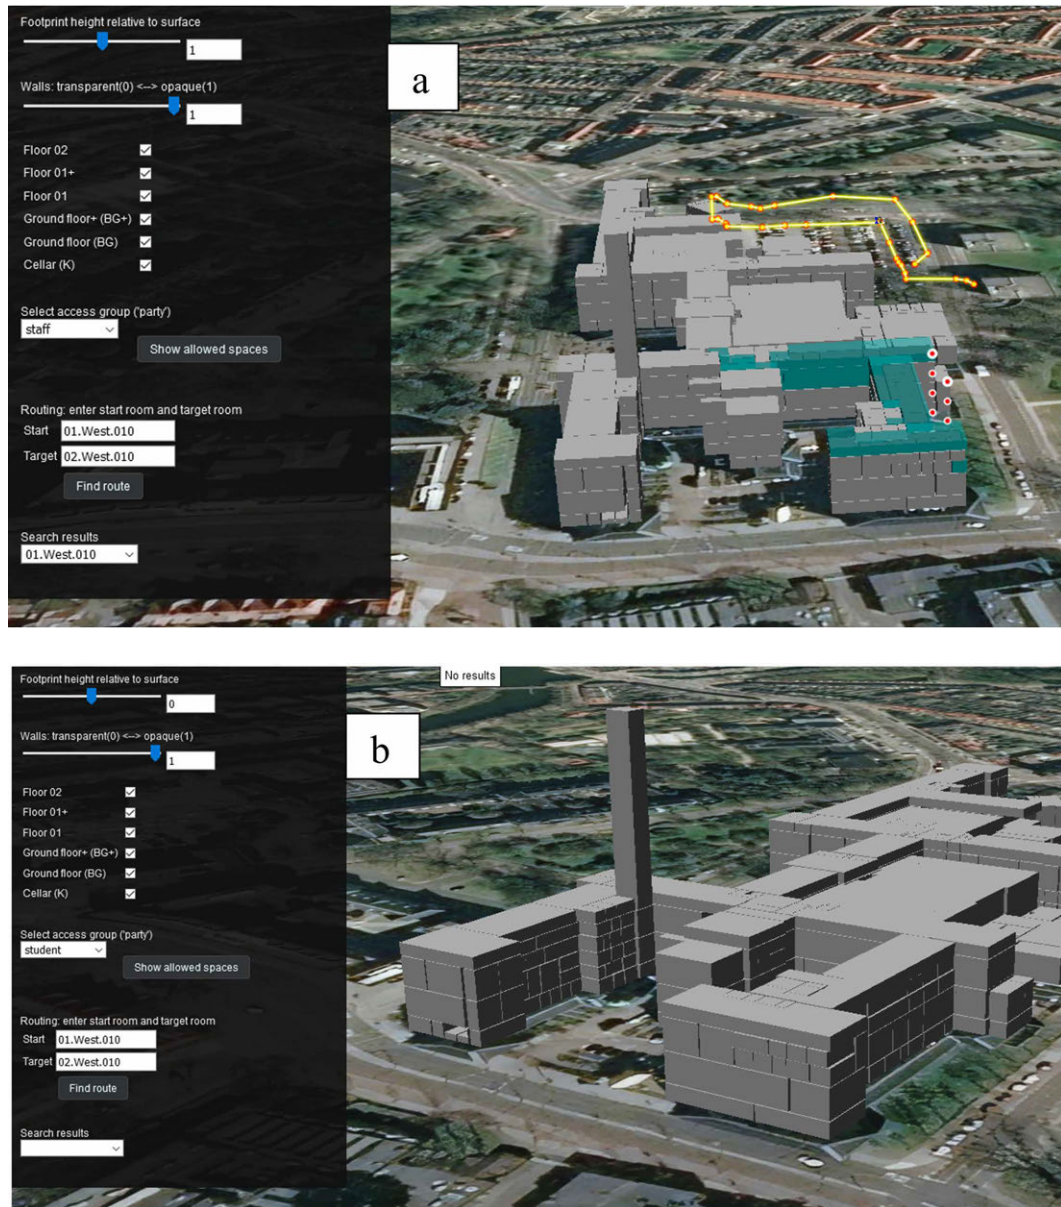 Footprint height relative to surface
1
a
Walls: transparent(0) <--> opaque(1)
1
Floor 02
Floor 01+
Floor 01
Ground floor+ (BG+)
Ground floor (BG)
Cellar (K)
Select access group ('party')
staff
Show allowed spaces
Routing: enter start room and target room
Start 01.West.010
Target 02.West.010
Find route
Search results
01.West.010
No results
Footprint height relative to surface
0
b
Walls: transparent(0) <--> opaque(1)
1
Floor 02
Floor 01+
Floor 01
Ground floor+ (BG+)
Ground floor (BG)
Cellar (K)
Select access group ('party')
student
Show allowed spaces
Routing: enter start room and target room
Start 01.West.010
Target 02.West.010
Find route
Search results